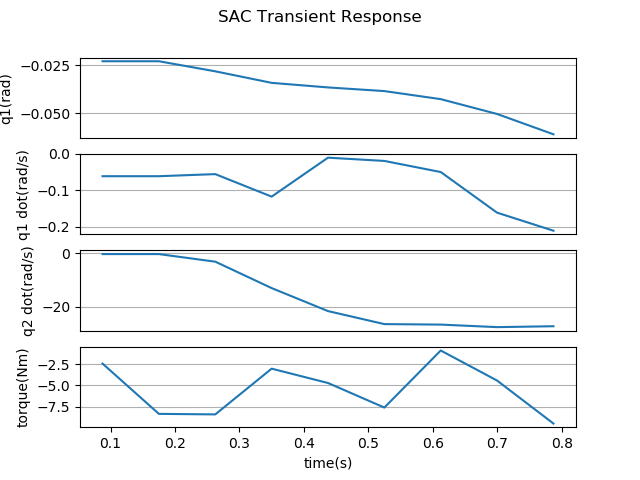 SAC Transient Response
q1(rad)
−0.025
−0.050
q1 dot(rad/s)
0.0
−0.1
−0.2
q2 dot(rad/s)
0
−20
torque(Nm)
−2.5
−5.0
−7.5
0.1 0.2 0.3 0.4 0.5 0.6 0.7 0.8
time(s)